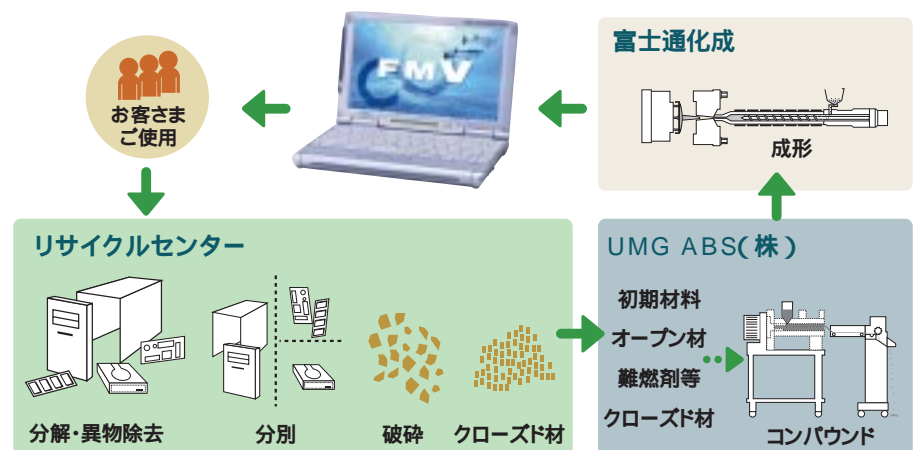 富士通化成
成形
FMV
お客さま
ご使用
リサイクルセンター
分解・異物除去
分別
破砕
クローズド材
UMG ABS(株)
初期材料
オープン材
難燃剤等
クローズド材
コンパウンド